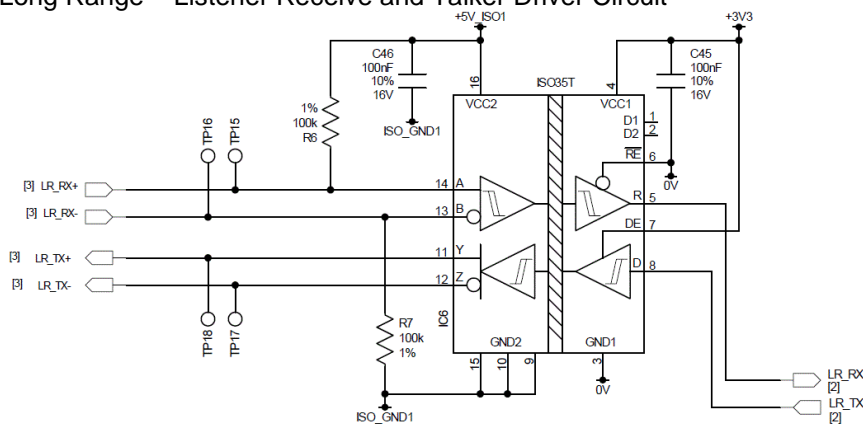 Long Range – Listener Receive and Talker Driver Circuit
+5V_ISO1
+3V3
C46
100nF
10%
16V
ISO_GND1
16
VCC2
ISO35T
4
VCC1
C45
100nF
10%
16V
1%
100k
R6
TP16
TP15
D1 1
D2 2
RE 6
0V
[3] LR_RX+
14 A
R 5
[3] LR_RX-
13 B
DE 7
[3] LR_TX+
11 Y
D 8
[3] LR_TX-
12 Z
TP18
TP17
R7
100k
1%
IC6
GND2
GND1
15
10
9
3
0V
ISO_GND1
LR_RX
[2]
LR_TX
[2]